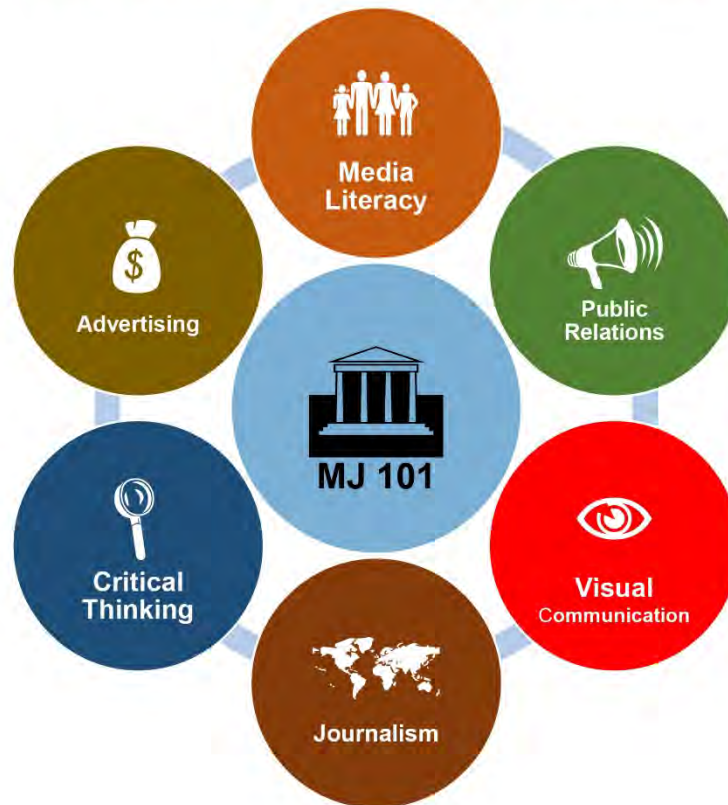 Media
Literacy
Public
Relations
Visual
Communication
Journalism
Critical
Thinking
$
Advertising
MJ 101